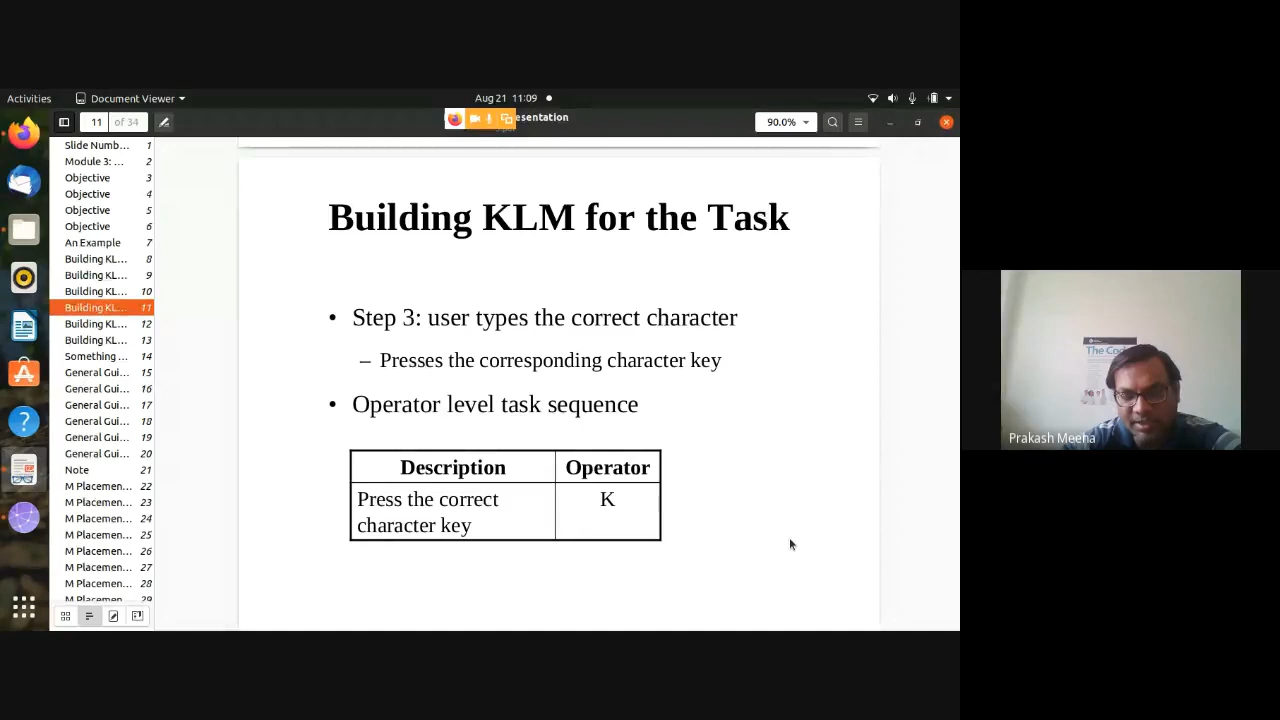 Activities
Document Viewer
Aug 21 11:09
11
of 34
esentation
90.0%
Slide Numb... 1
Module 3: ... 2
Objective 3
Objective 4
Objective 5
Objective 6
An Example 7
Building KL... 8
Building KL... 9
Building KL... 10
Building KL... 11
Building KL... 12
Building KL... 13
Something ... 14
General Gui... 15
General Gui... 16
General Gui... 17
General Gui... 18
General Gui... 19
General Gui... 20
Note 21
M Placemen... 22
M Placemen... 23
M Placemen... 24
M Placemen... 25
M Placemen... 26
M Placemen... 27
M Placemen... 28
M Placemen... 29
Building KLM for the Task
• Step 3: user types the correct character
– Presses the corresponding character key
• Operator level task sequence
Description Operator
Press the correct K
character key
The Cod
Prakash Meena